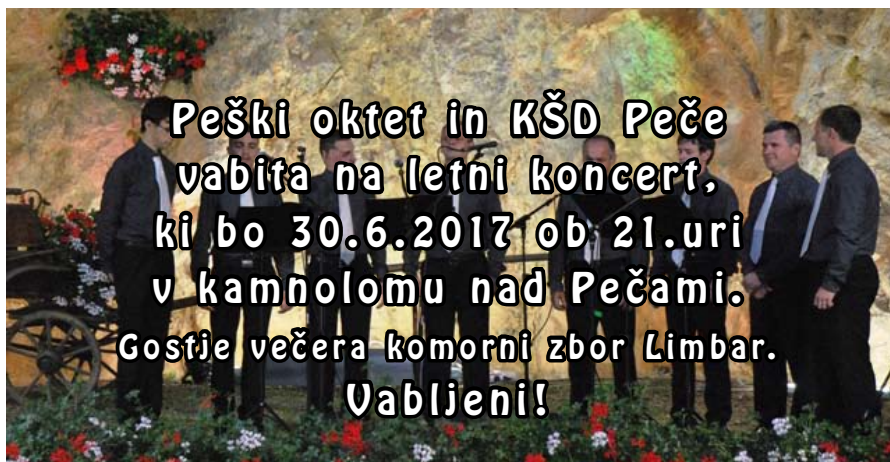 Peški oktet in KŠD Peče
vabita na letni koncert,
ki bo 30.6.2017 ob 21.uri
v kamnolomu nad Pečami.
Gostje večera komorni zbor Limbar.
Vabljeni!